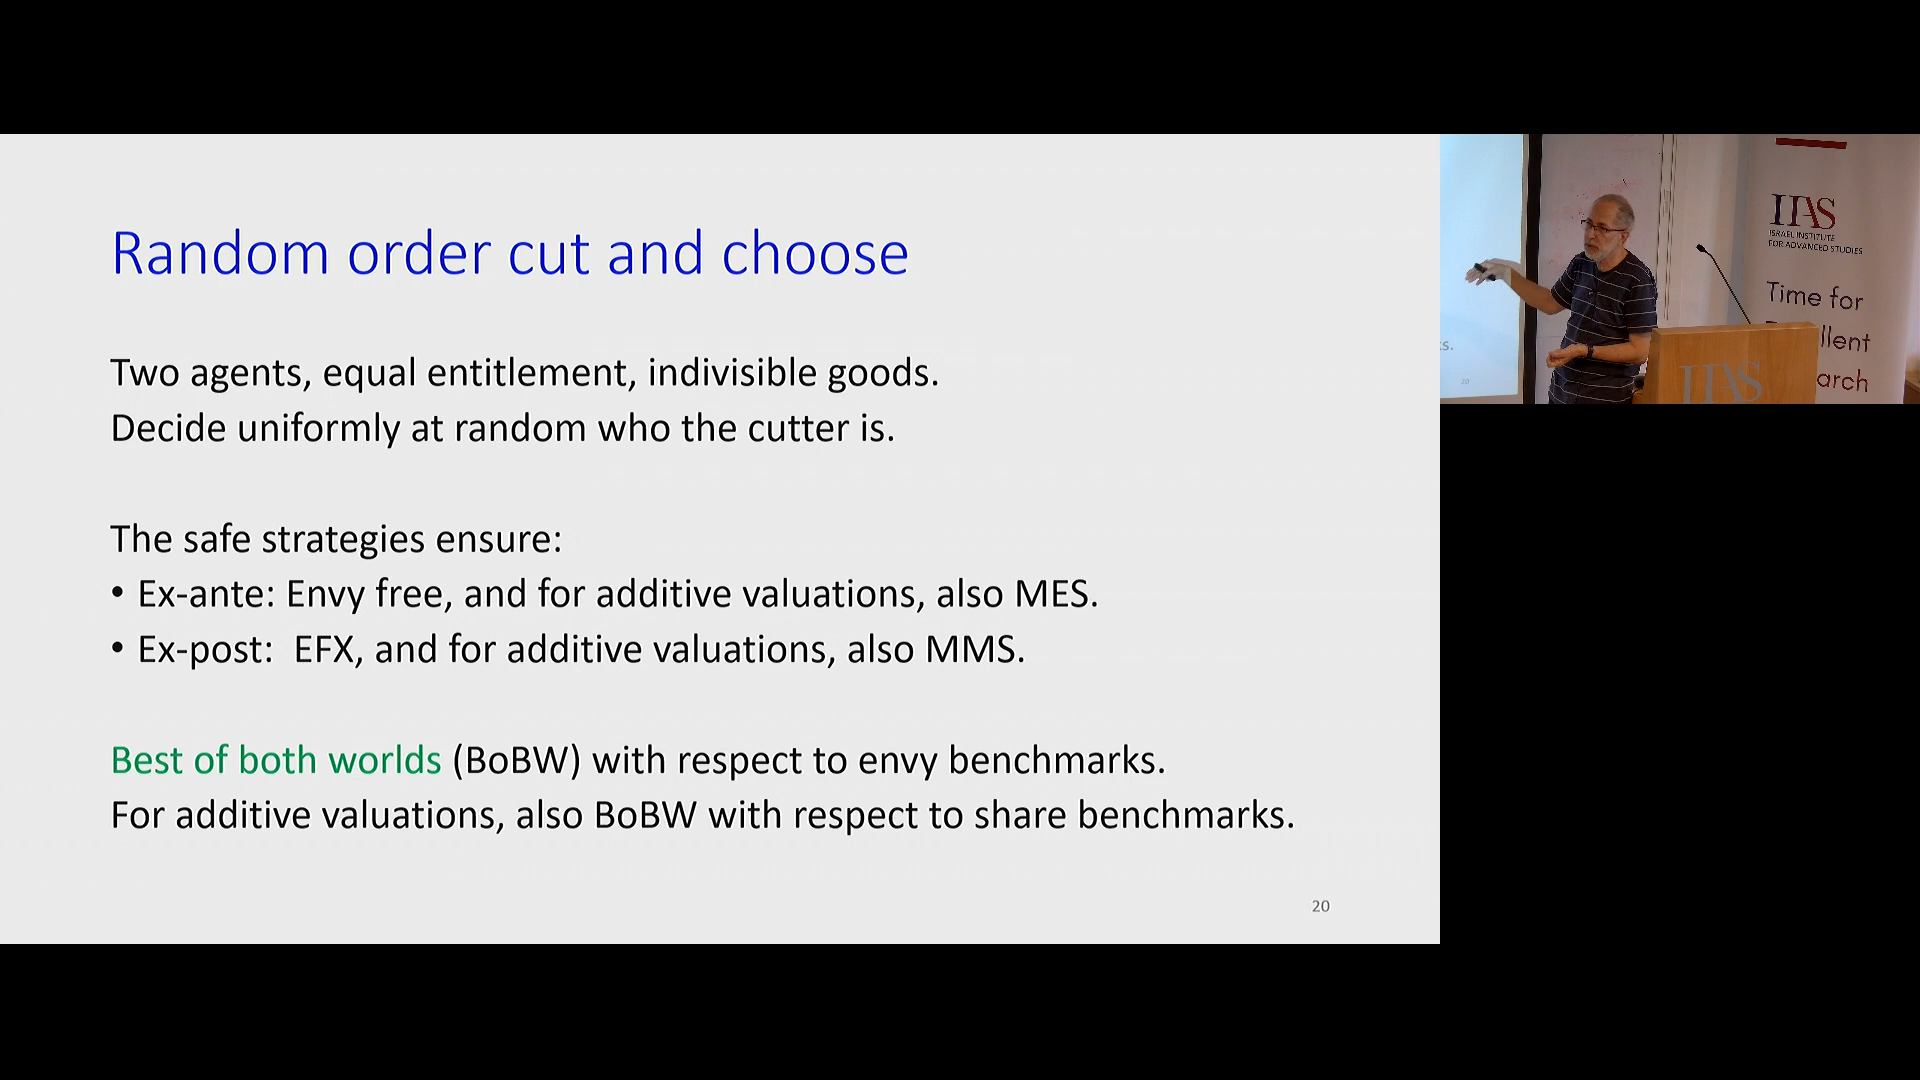 Random order cut and choose
Two agents, equal entitlement, indivisible goods.
Decide uniformly at random who the cutter is.
The safe strategies ensure:
• Ex-ante: Envy free, and for additive valuations, also MES.
• Ex-post: EFX, and for additive valuations, also MMS.
Best of both worlds (BoBW) with respect to envy benchmarks.
For additive valuations, also BoBW with respect to share benchmarks.
20
IIAS
ISRAEL INSTITUTE
FOR ADVANCED STUDIES
Time for
llent
arch
IIAS
s.
20